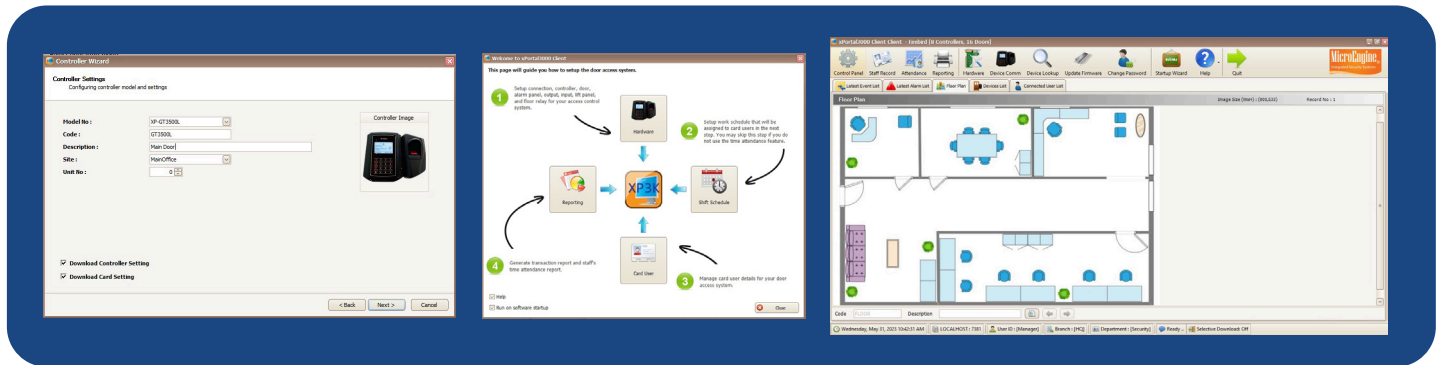 Controller Wizard
Controller Settings
Configuring controller model and settings
Model No : XP-GT3500L
Code : GT3500L
Description : Main Door
Site : MainOffice
Unit No : 0
Controller Image
Download Controller Setting
Download Card Setting
< Back Next > Cancel
Welcome to xPortal3000 Client
This page will guide you how to setup the door access system.
1
Setup connection, controller, door,
alarm panel, output, input, lift panel,
and floor relay for your access control
system.
Hardware
2
Setup work schedule that will be
assigned to card users in the next
step. You may skip this step if you do
not use the time attendance feature.
Reporting
XP3K
Shift Schedule
4
Generate transaction report and staff's
time attendance report.
Card User
3
Manage card user details for your door
access system.
Help
Run on software startup
Close
xPortal3000 Client Client - firebird [8 Controllers, 16 Doors]
Control Panel Staff Record Attendance Reporting Hardware Device Comm Device Lookup Update Firmware Change Password Startup Wizard Help Quit
MicroEngine
Latest Event List Latest Alarm List Floor Plan Devices List Connected User List
Floor Plan
Record No : 1
Code Description
Wednesday, May 31, 2023 10:42:51 AM LOCALHOST : 7301 User ID : [Manager] Branch : [HQ] Department : [Security] Ready... Selective Download: Off